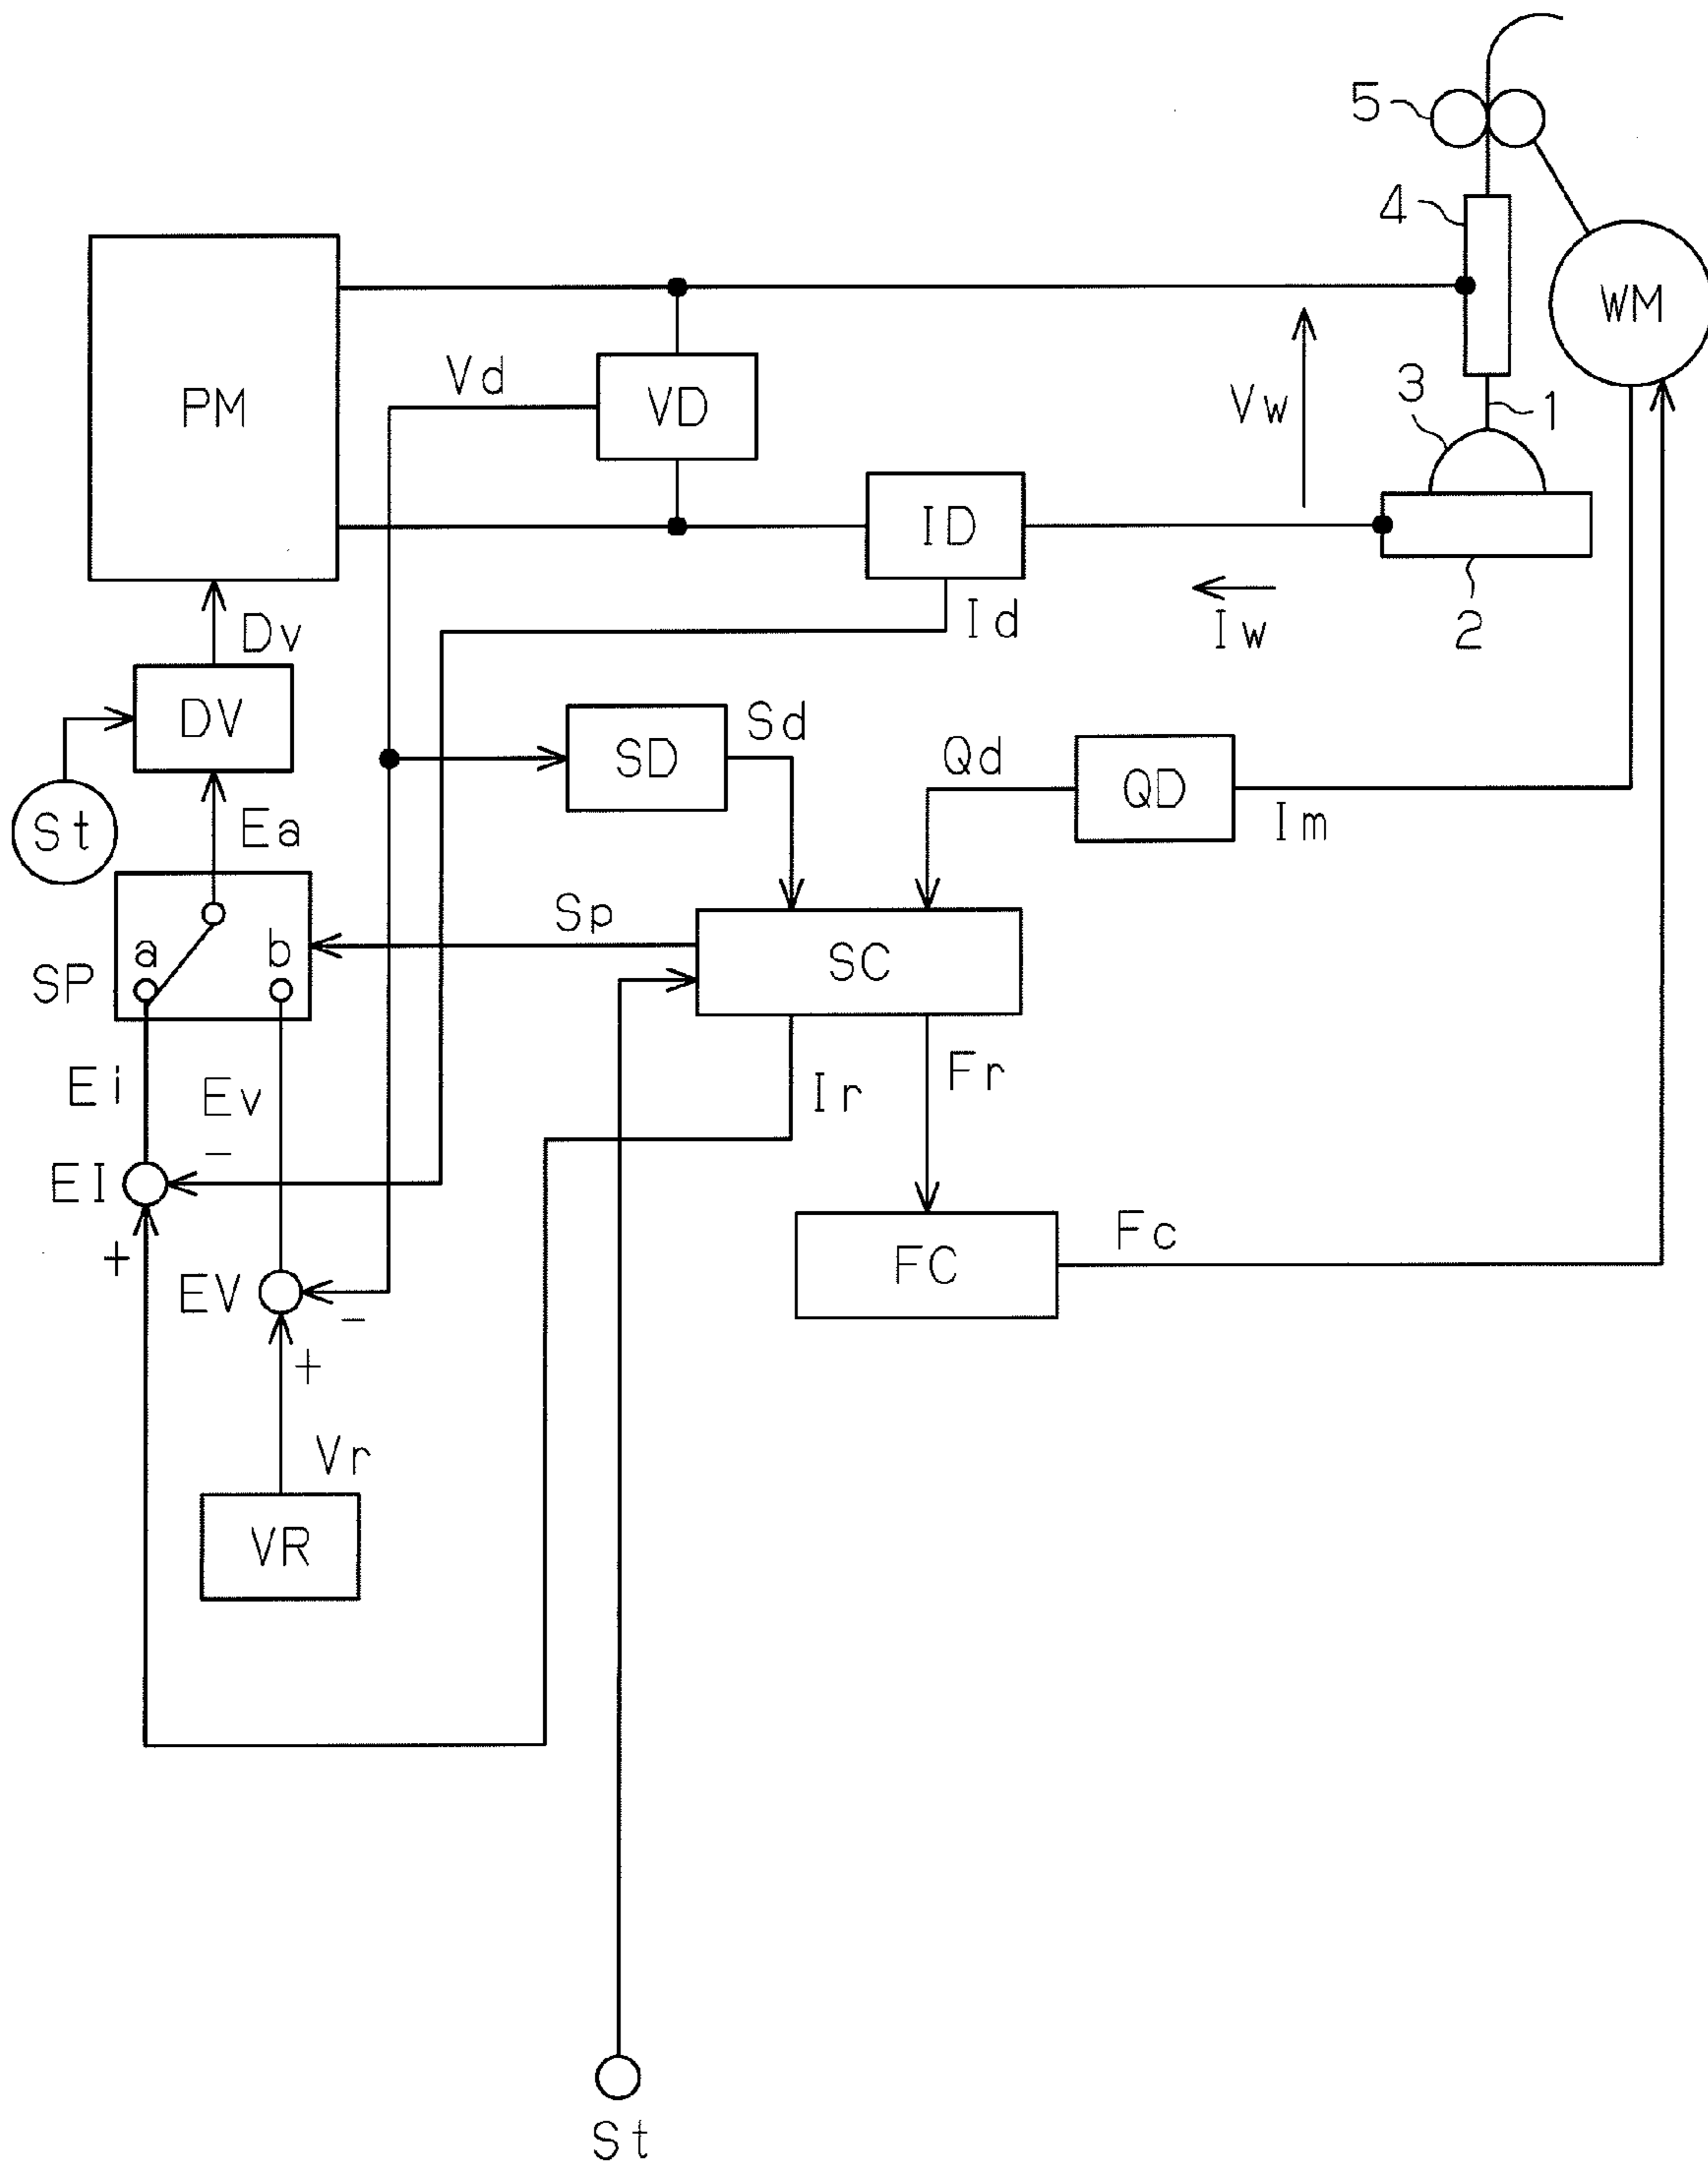 5
4
WM
PM
Vd
VD
Vw
3
1
ID
Id
Iw
2
Dv
DV
St
Ea
SD
Sd
Qd
QD
Im
a
b
SP
Sp
SC
Ei
Ev
Ir
Fr
−
EI
+
FC
Fc
EV
−
+
Vr
VR
St